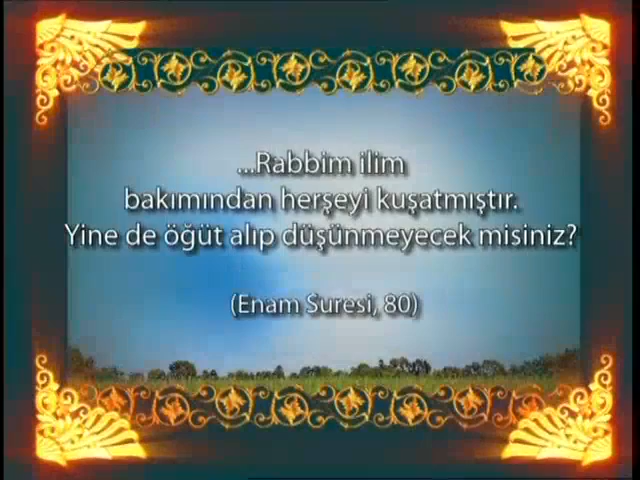 ...Rabbim ilim
bakımından herşeyi kuşatmıştır.
Yine de öğüt alıp düşünmeyecek misiniz?
(Enam Suresi, 80)